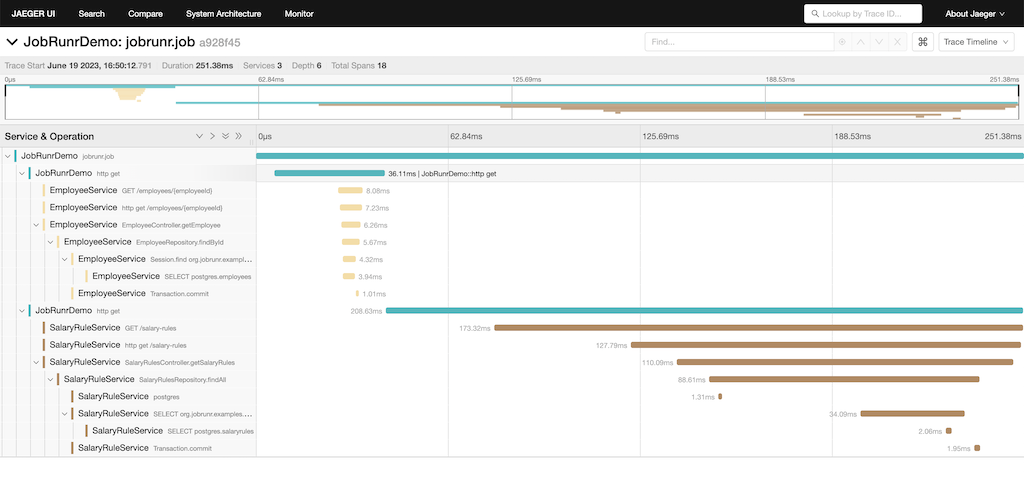 JAEGER UI Search Compare System Architecture Monitor Lookup by Trace ID... About Jaeger
JobRunrDemo: jobrunr.job a928f45 Find... ⌘ Trace Timeline
Trace Start June 19 2023, 16:50:12.791 Duration 251.38ms Services 3 Depth 6 Total Spans 18
0μs 62.84ms 125.69ms 188.53ms 251.38ms
Service & Operation 0μs 62.84ms 125.69ms 188.53ms 251.38ms
JobRunrDemo jobrunr.job
JobRunrDemo http get 36.11ms | JobRunrDemo::http get
EmployeeService GET /employees/{employeeId} 8.08ms
EmployeeService http get /employees/{employeeId} 7.23ms
EmployeeService EmployeeController.getEmployee 6.26ms
EmployeeService EmployeeRepository.findById 5.67ms
EmployeeService Session.find org.jobrunr.exampl... 4.32ms
EmployeeService SELECT postgres.employees 3.94ms
EmployeeService Transaction.commit 1.01ms
JobRunrDemo http get 208.63ms
SalaryRuleService GET /salary-rules 173.32ms
SalaryRuleService http get /salary-rules 127.79ms
SalaryRuleService SalaryRulesController.getSalaryRules 110.09ms
SalaryRuleService SalaryRulesRepository.findAll 88.61ms
SalaryRuleService postgres 1.31ms
SalaryRuleService SELECT org.jobrunr.examples.... 34.09ms
SalaryRuleService SELECT postgres.salaryrules 2.06ms
SalaryRuleService Transaction.commit 1.95ms